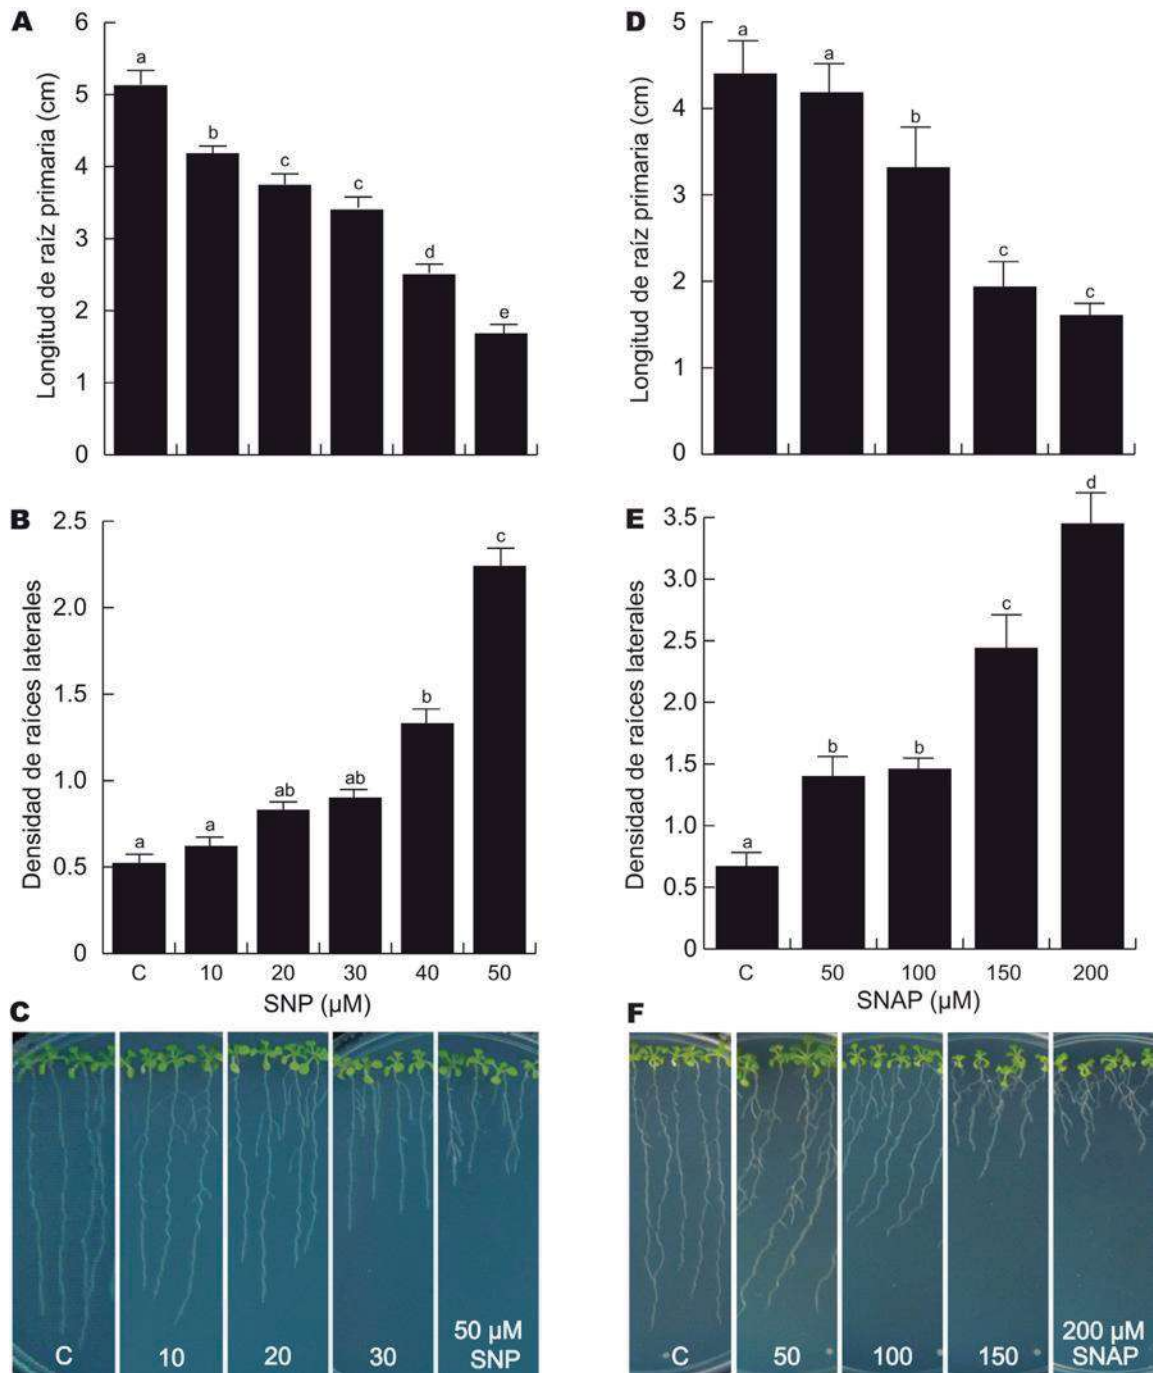 A
Longitud de raíz primaria (cm)
6
5
4
3
2
1
0
a
b
c
c
d
e
B
Densidad de raíces laterales
2.5
2.0
1.5
1.0
0.5
0
a
a
ab
ab
b
c
C 10 20 30 40 50
SNP (µM)
C
C
10
20
30
50 µM
SNP
D
Longitud de raíz primaria (cm)
5
4
3
2
1
0
a
a
b
c
c
E
Densidad de raíces laterales
3.5
3.0
2.5
2.0
1.5
1.0
0.5
0
a
b
b
c
d
C 50 100 150 200
SNAP (µM)
F
C
50
100
150
200 µM
SNAP